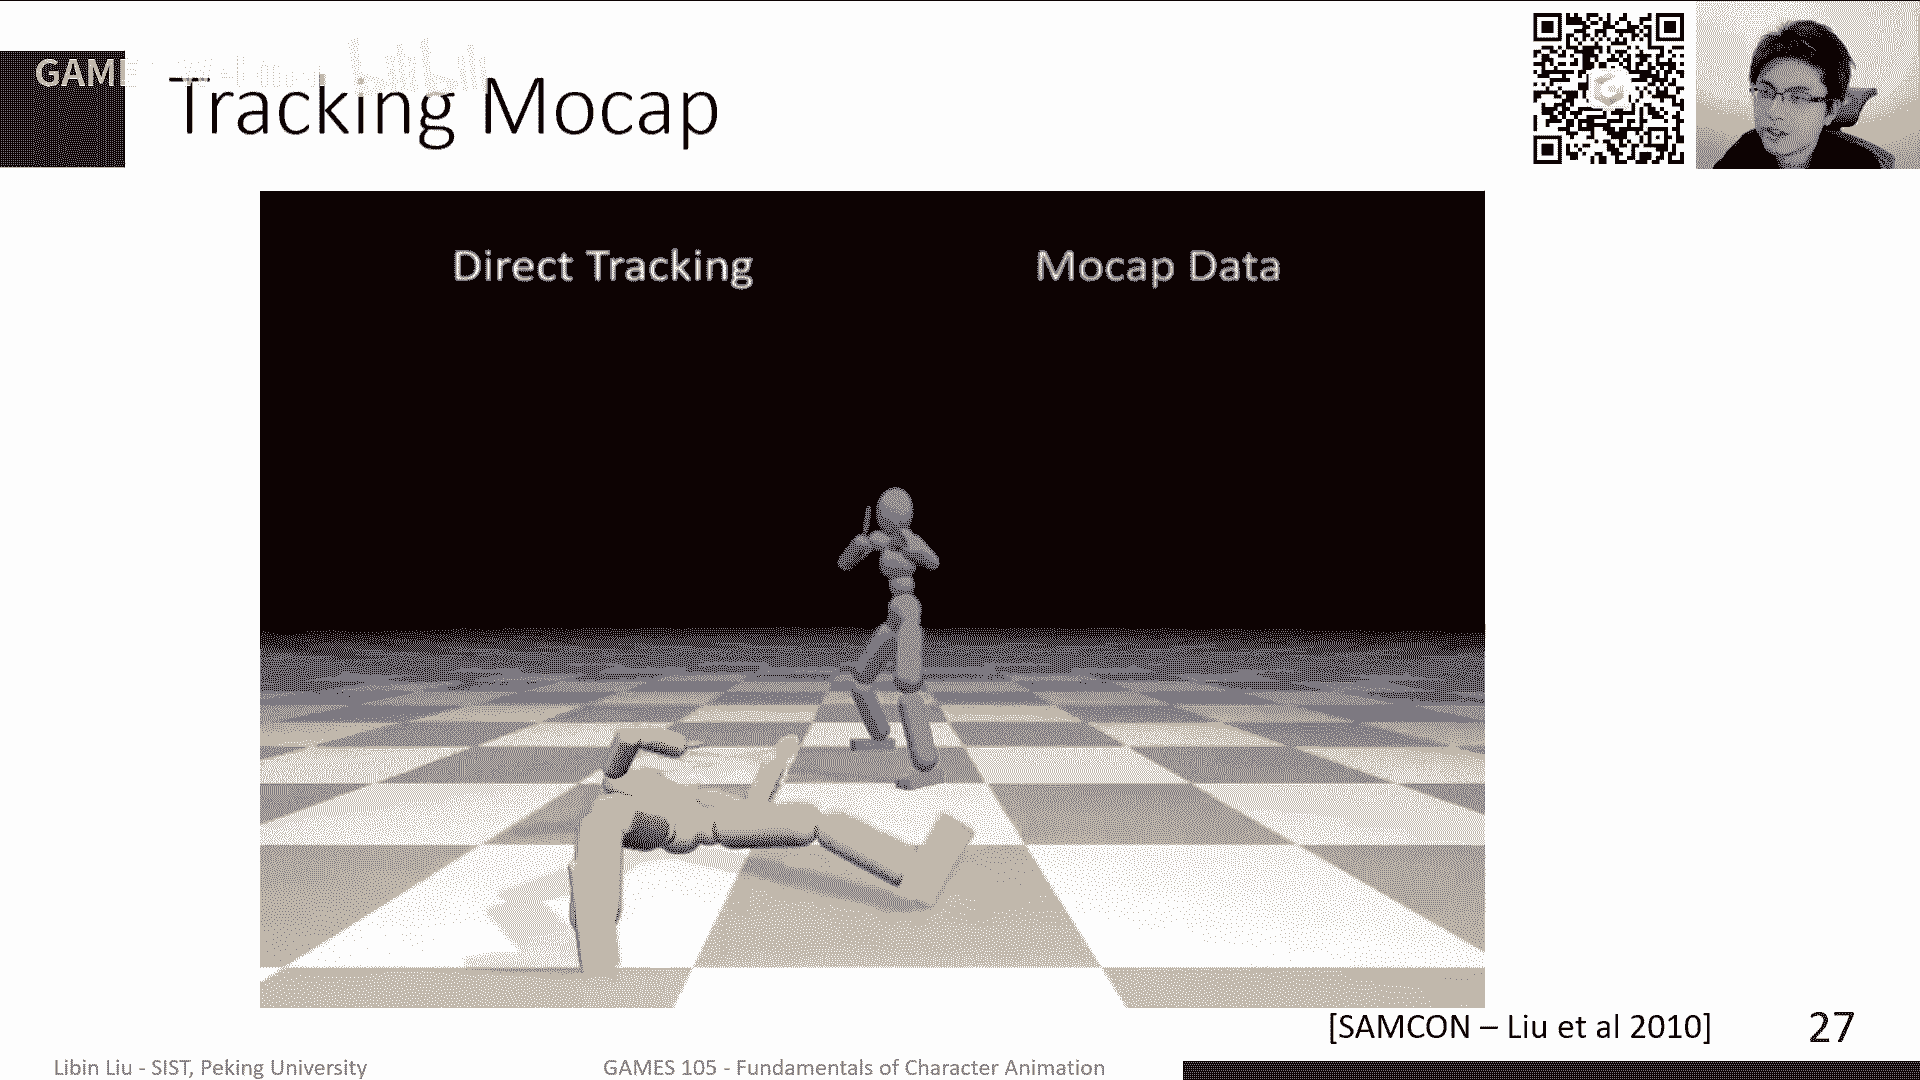 GAME
Tracking Mocap
Direct Tracking
Mocap Data
[SAMCON – Liu et al 2010]
27
Libin Liu - SIST, Peking University
GAMES 105 - Fundamentals of Character Animation